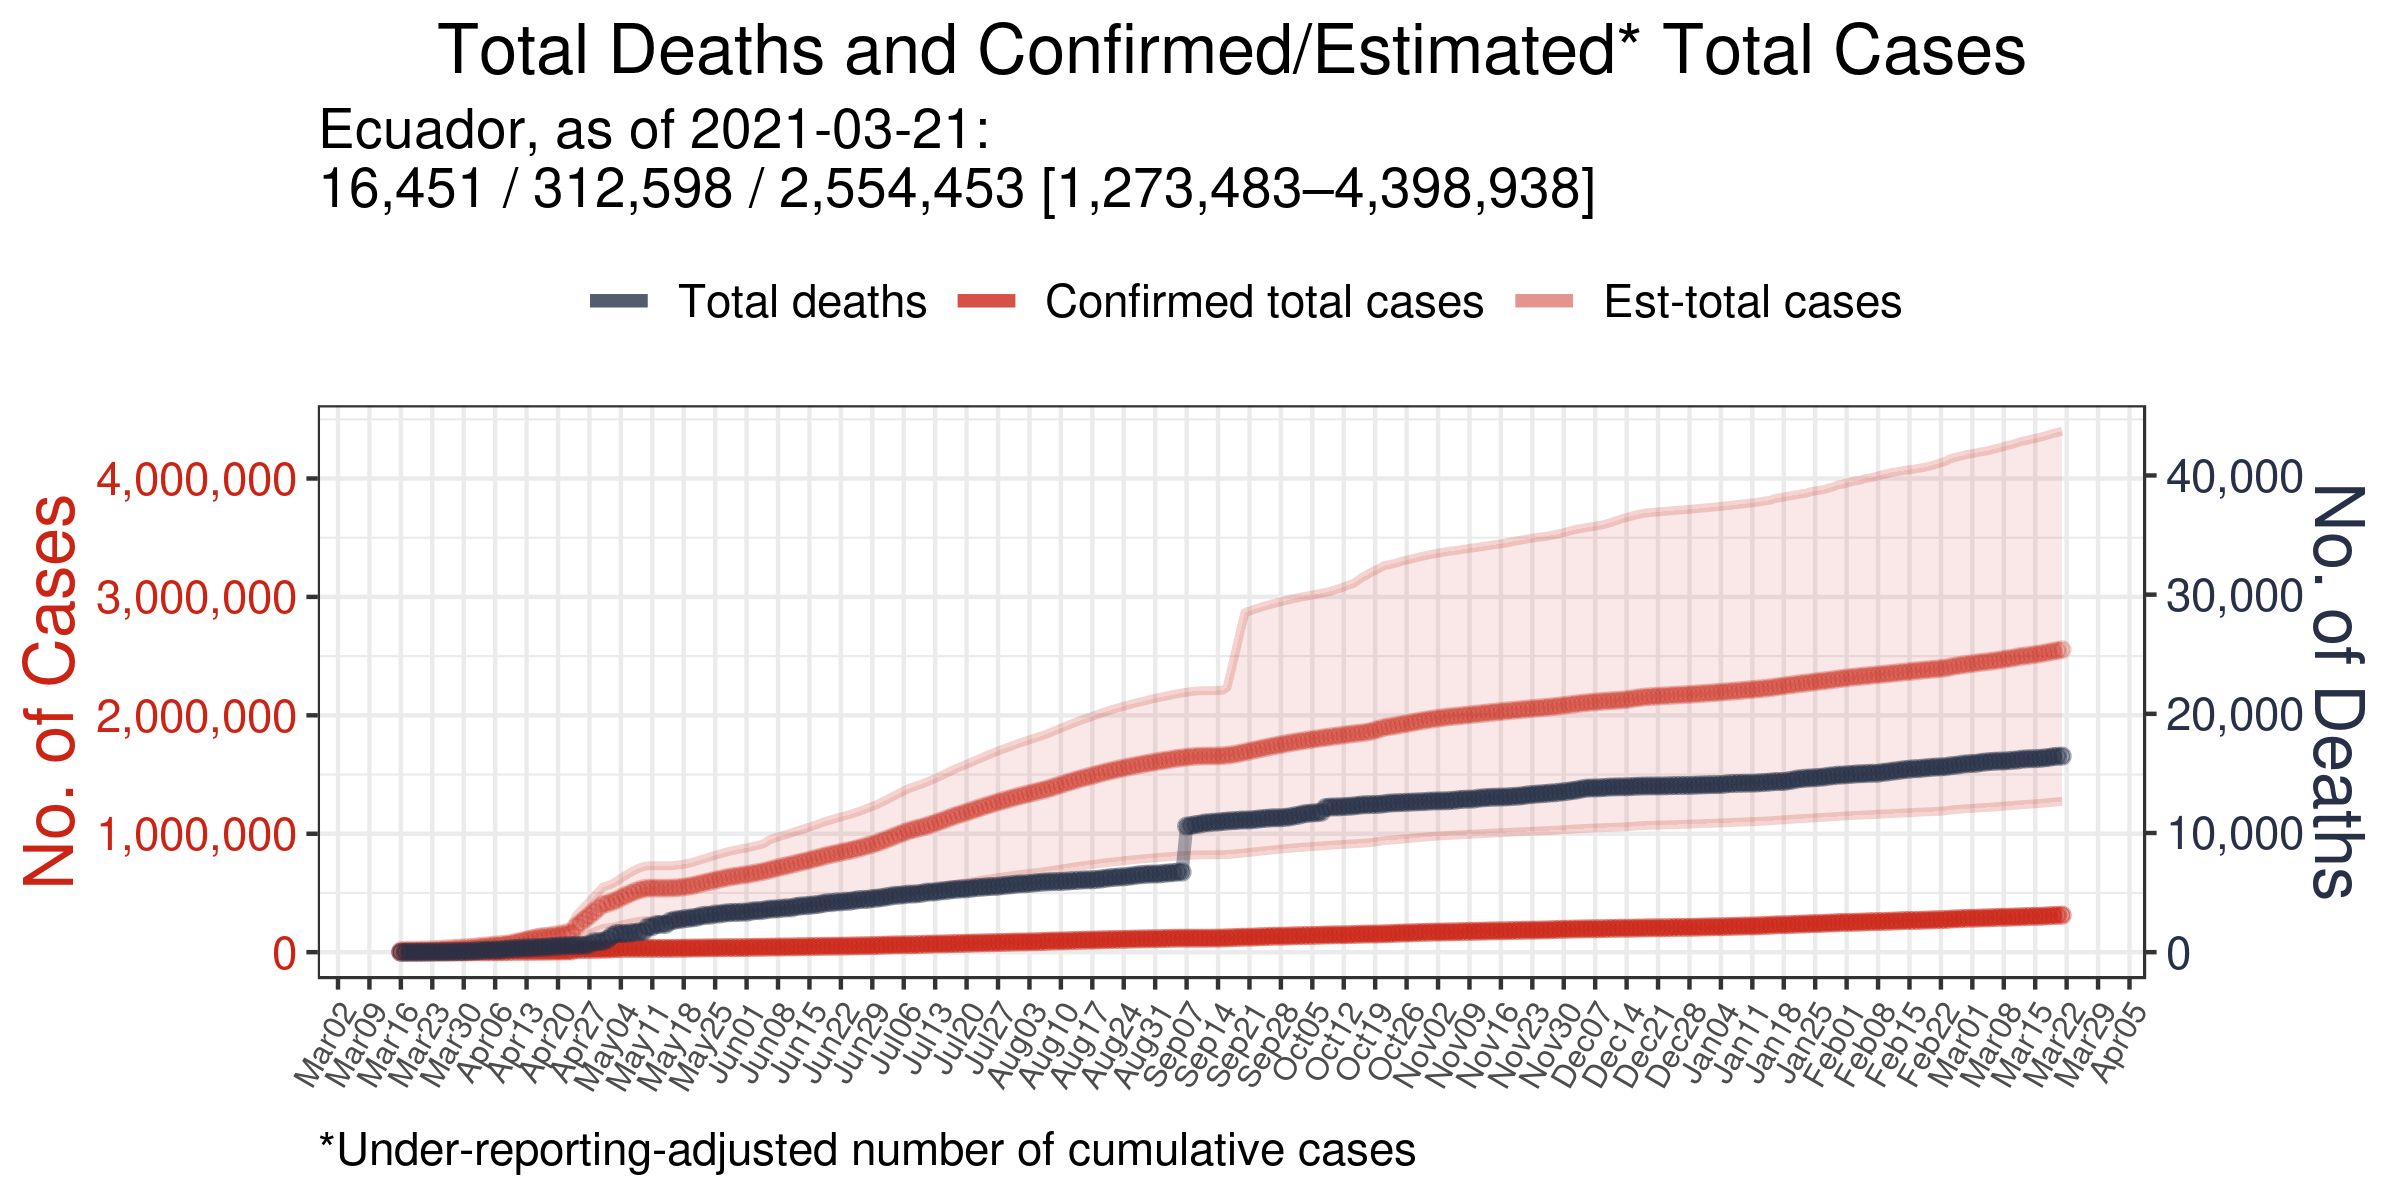 Total Deaths and Confirmed/Estimated* Total Cases
Ecuador, as of 2021-03-21:
16,451 / 312,598 / 2,554,453 [1,273,483–4,398,938]
Total deaths
Confirmed total cases
Est-total cases
No. of Cases
4,000,000
3,000,000
2,000,000
1,000,000
0
40,000
30,000
20,000
10,000
0
No. of Deaths
Mar02
Mar09
Mar16
Mar23
Mar30
Apr06
Apr13
Apr20
Apr27
May04
May11
May18
May25
Jun01
Jun08
Jun15
Jun22
Jun29
Jul06
Jul13
Jul20
Jul27
Aug03
Aug10
Aug17
Aug24
Aug31
Sep07
Sep14
Sep21
Sep28
Oct05
Oct12
Oct19
Oct26
Nov02
Nov09
Nov16
Nov23
Nov30
Dec07
Dec14
Dec21
Dec28
Jan04
Jan11
Jan18
Jan25
Feb01
Feb08
Feb15
Feb22
Mar01
Mar08
Mar15
Mar22
Mar29
Apr05
*Under-reporting-adjusted number of cumulative cases